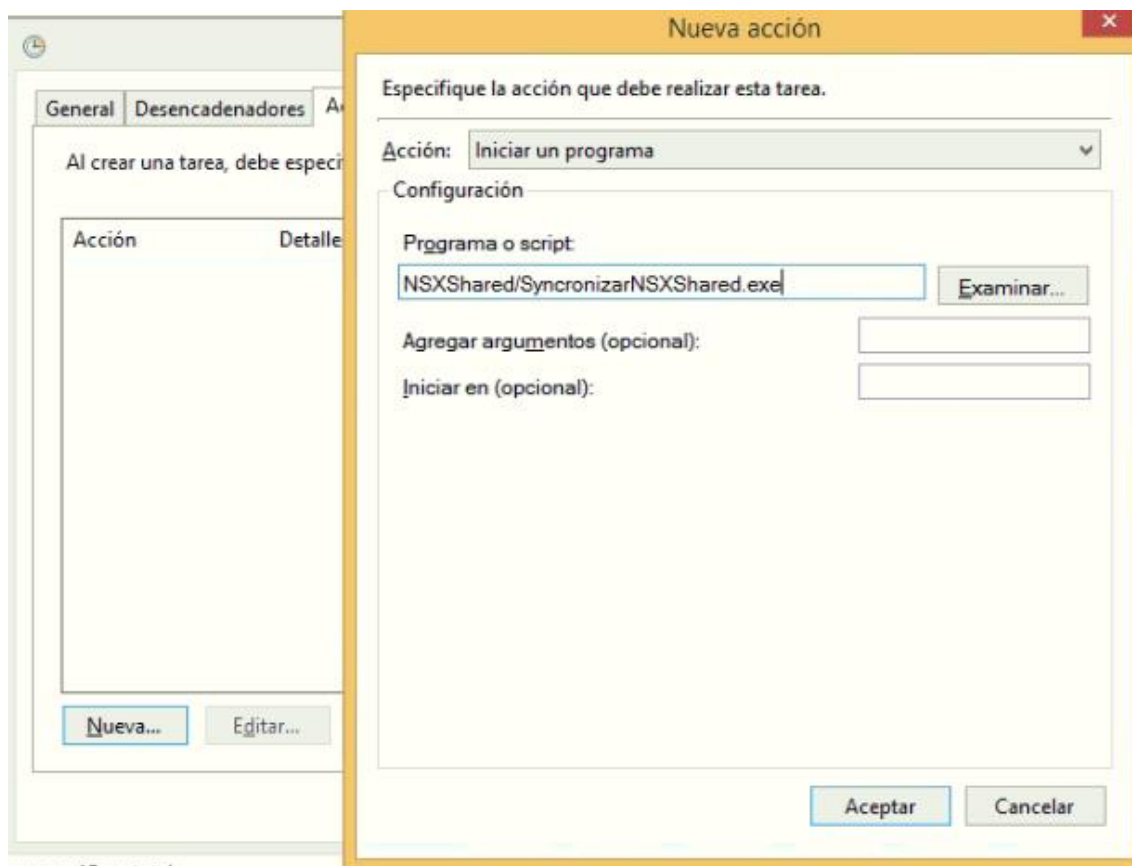 Nueva acción
General Desencadenadores
Al crear una tarea, debe
Acción Detalle
Nueva... Editar...
Especifique la acción que debe realizar esta tarea.
Acción: Iniciar un programa
Configuración
Programa o script:
NSXShared/SyncronizarNSXShared.exe
Examinar...
Agregar argumentos (opcional):
Iniciar en (opcional):
Aceptar Cancelar